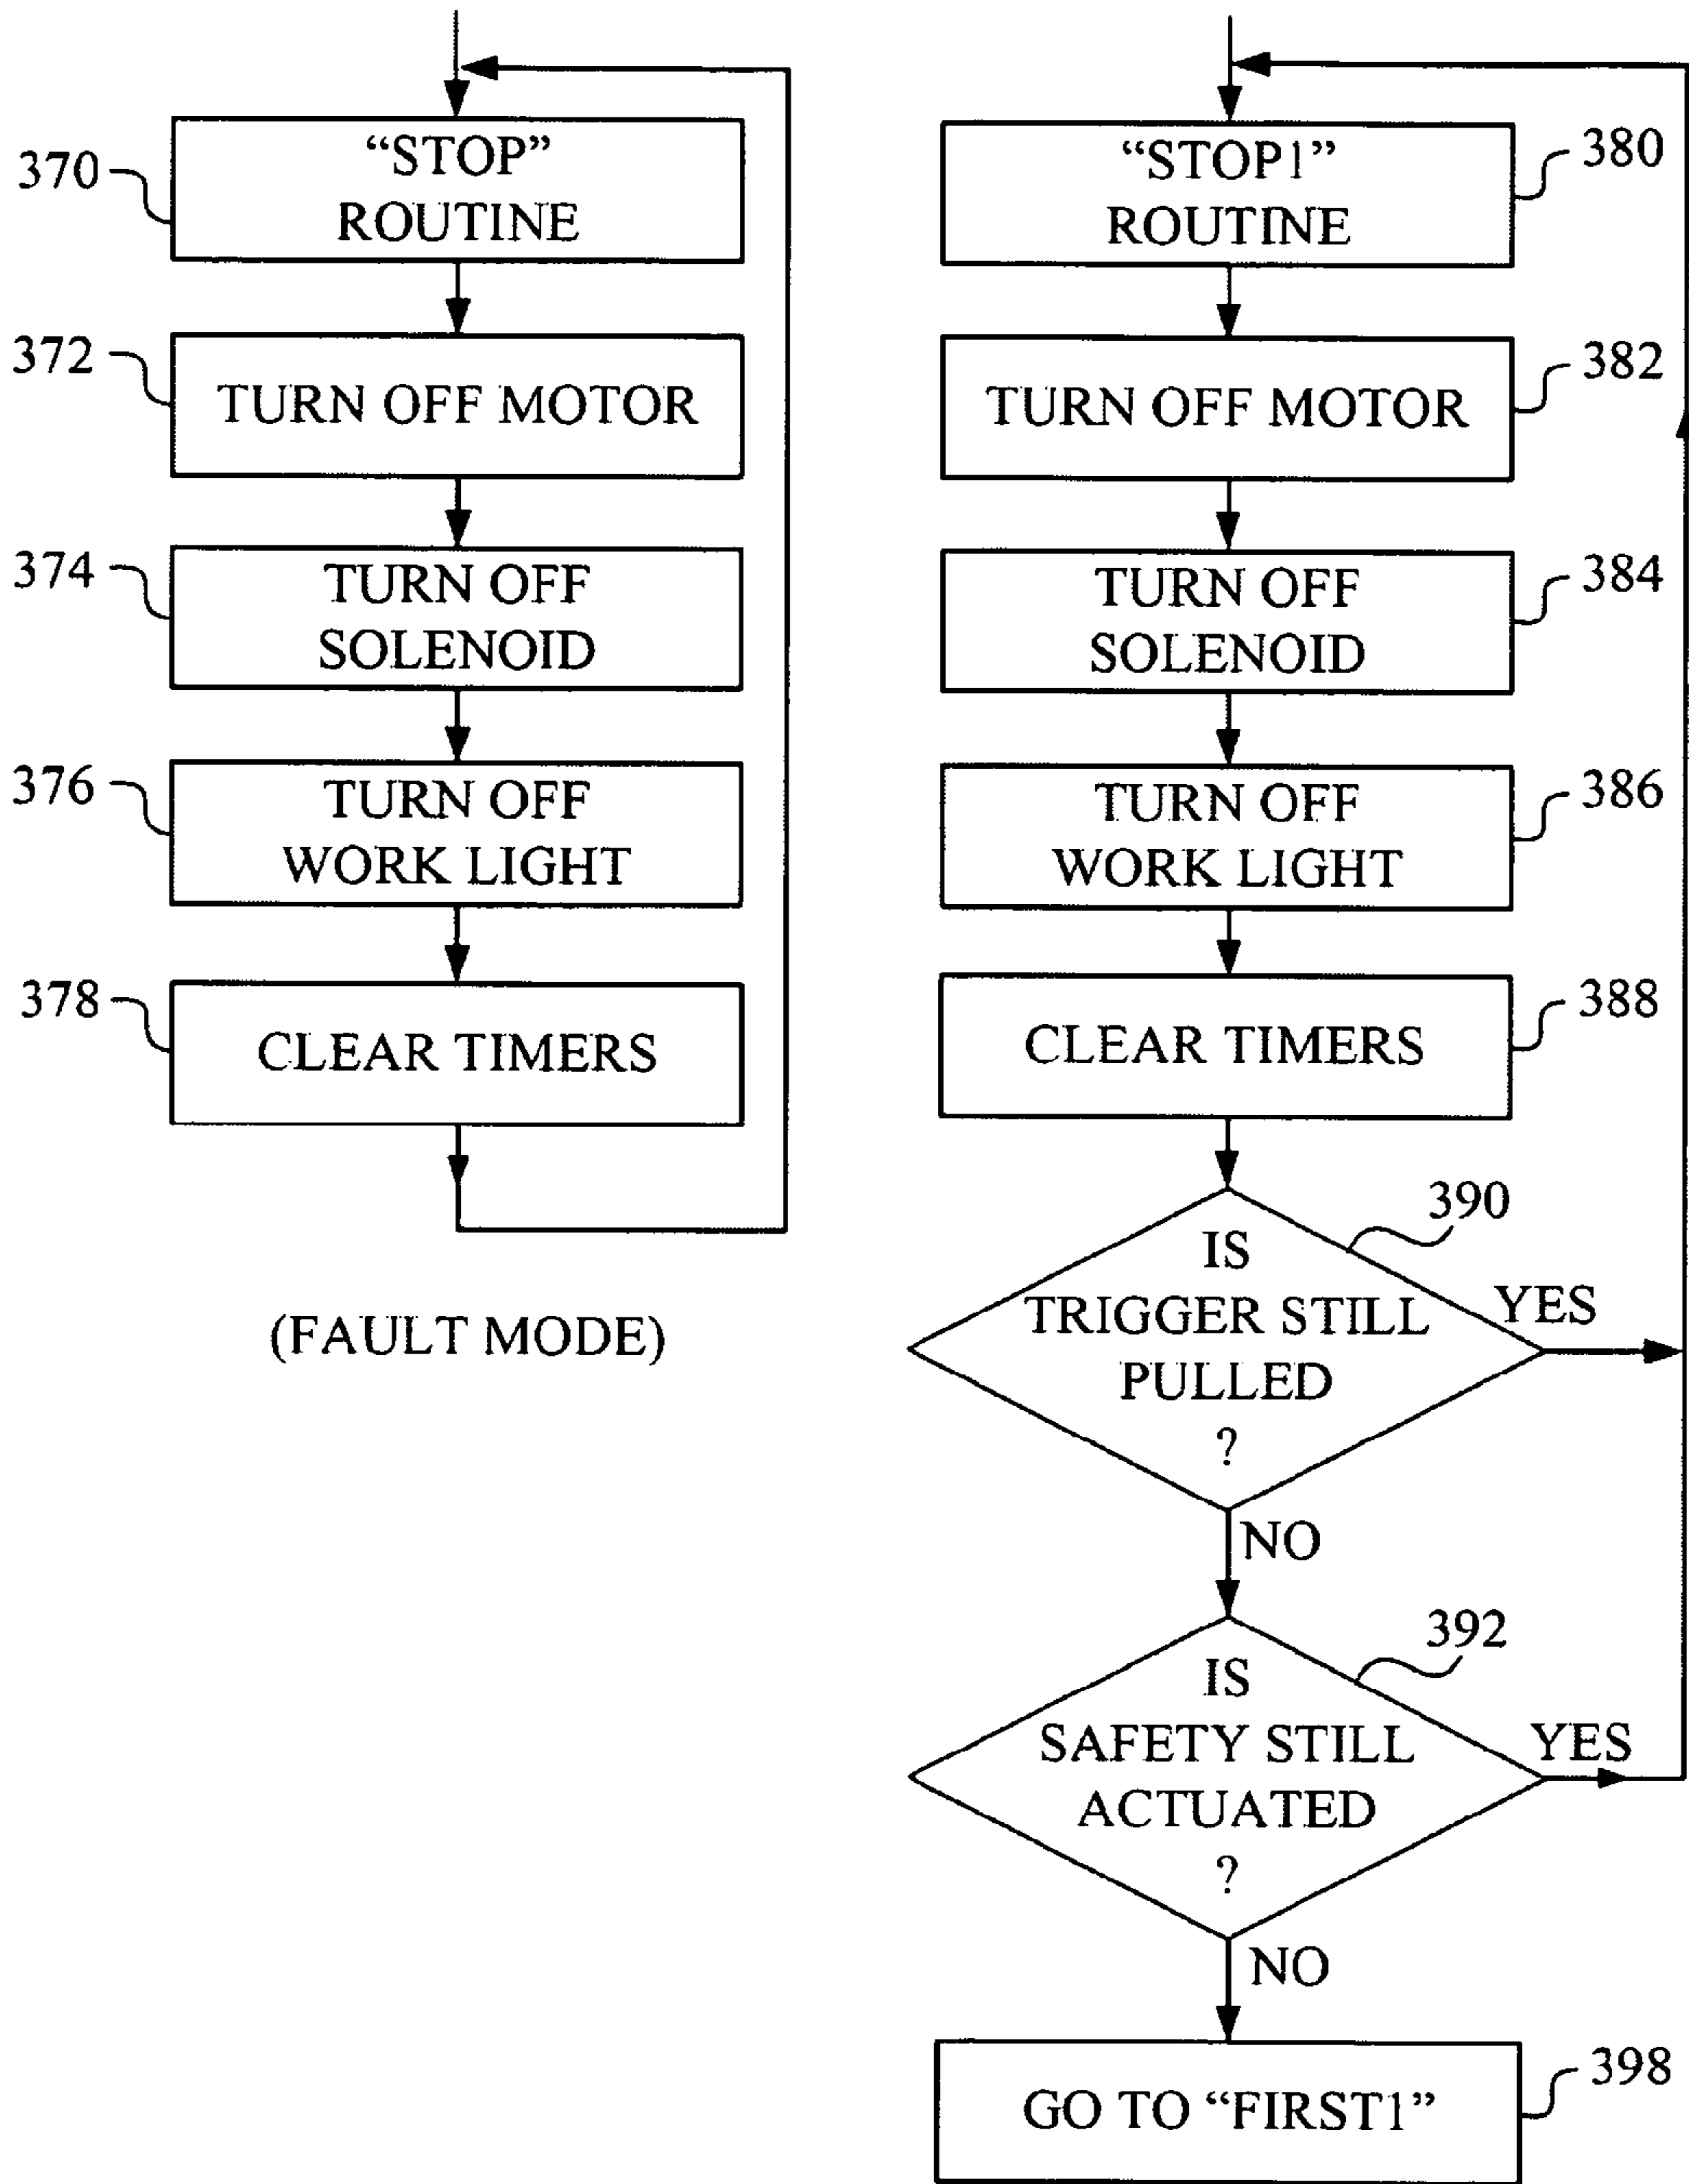 370
“STOP”
ROUTINE
372
TURN OFF MOTOR
374
TURN OFF
SOLENOID
376
TURN OFF
WORK LIGHT
378
CLEAR TIMERS
(FAULT MODE)
380
“STOP1”
ROUTINE
382
TURN OFF MOTOR
384
TURN OFF
SOLENOID
386
TURN OFF
WORK LIGHT
388
CLEAR TIMERS
390
IS
TRIGGER STILL
PULLED
?
YES
NO
392
IS
SAFETY STILL
ACTUATED
?
YES
NO
398
GO TO “FIRST1”